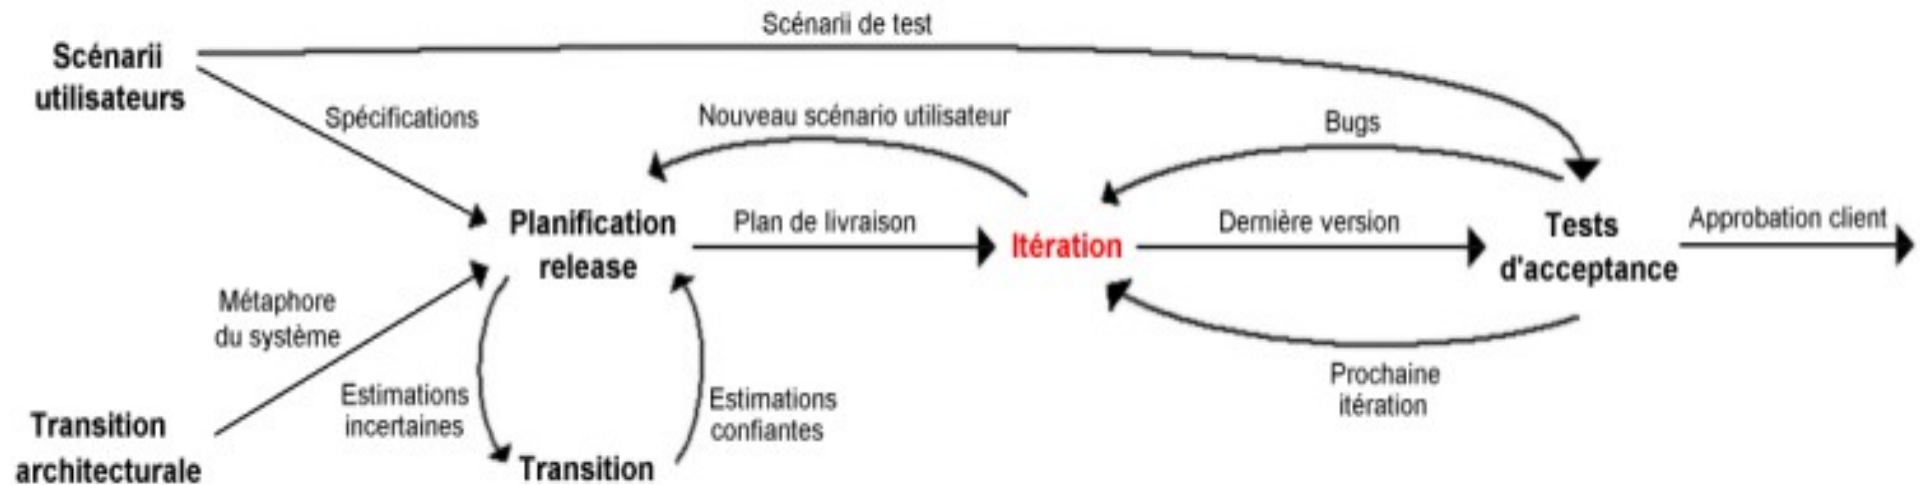 Scénarii de test
Scénarii
utilisateurs
Spécifications
Nouveau scénario utilisateur
Bugs
Planification
release
Plan de livraison
Itération
Dernière version
Tests
d'acceptance
Approbation client
Métaphore
du système
Estimations
incertaines
Estimations
confiantes
Prochaine
itération
Transition
architecturale
Transition